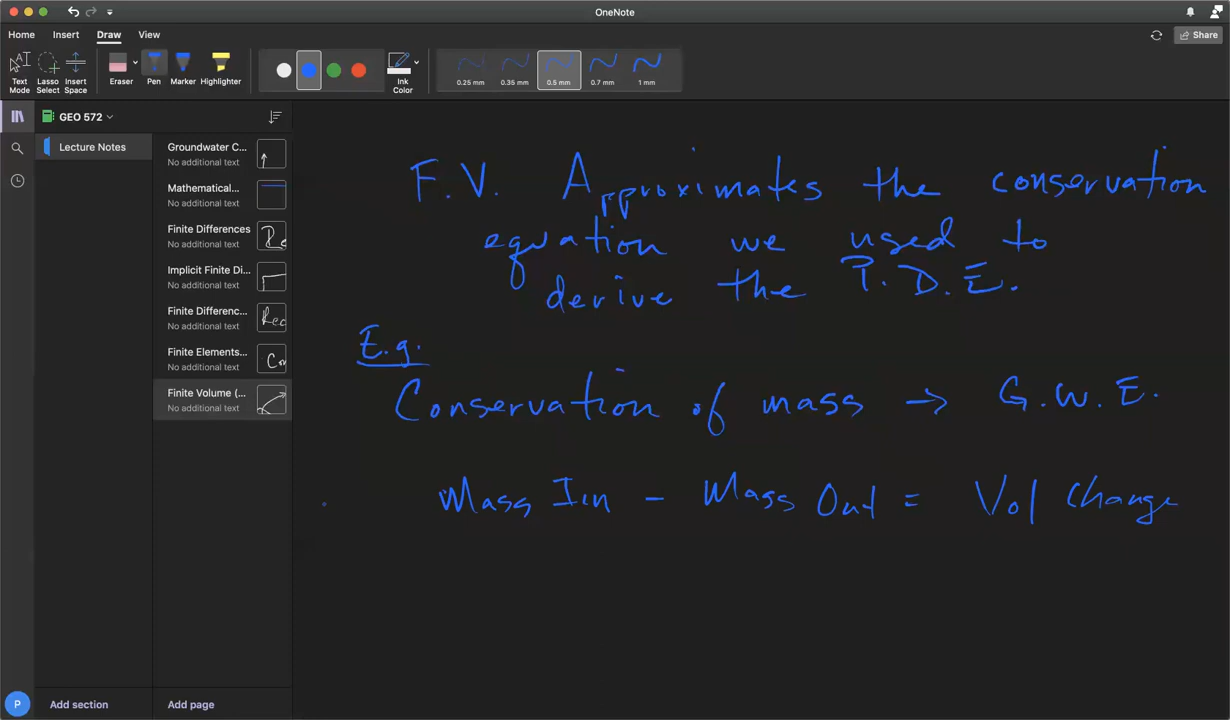 OneNote
Home Insert Draw View
Share
Text Mode
Lasso Select
Insert Space
Eraser
Pen
Marker
Highlighter
Ink Color
0.25 mm
0.35 mm
0.5 mm
0.7 mm
1 mm
GEO 572
Lecture Notes
Groundwater C...
No additional text
Mathematical...
No additional text
Finite Differences
No additional text
Implicit Finite Di...
No additional text
Finite Differenc...
No additional text
Finite Elements...
No additional text
Finite Volume (...
No additional text
F.V. Approximates the conservation
equation we used to
derive the P.D.E.
E.g.
Conservation of mass → G.W.E.
Mass In - Mass Out = Vol Change
P
Add section
Add page